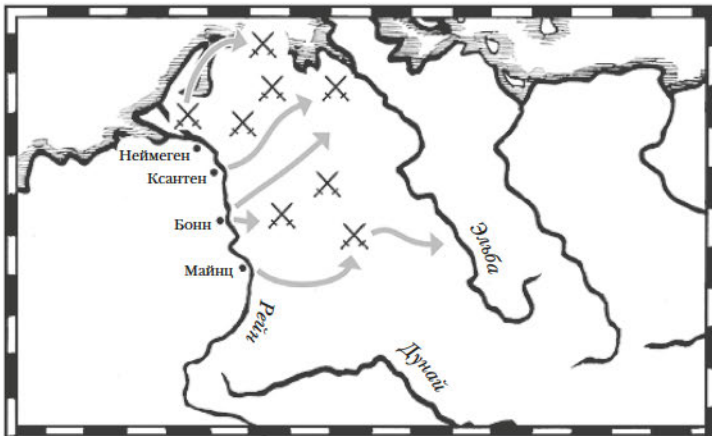 Неймеген
Ксантен
Бонн
Майнц
Рейн
Эльба
Дунай